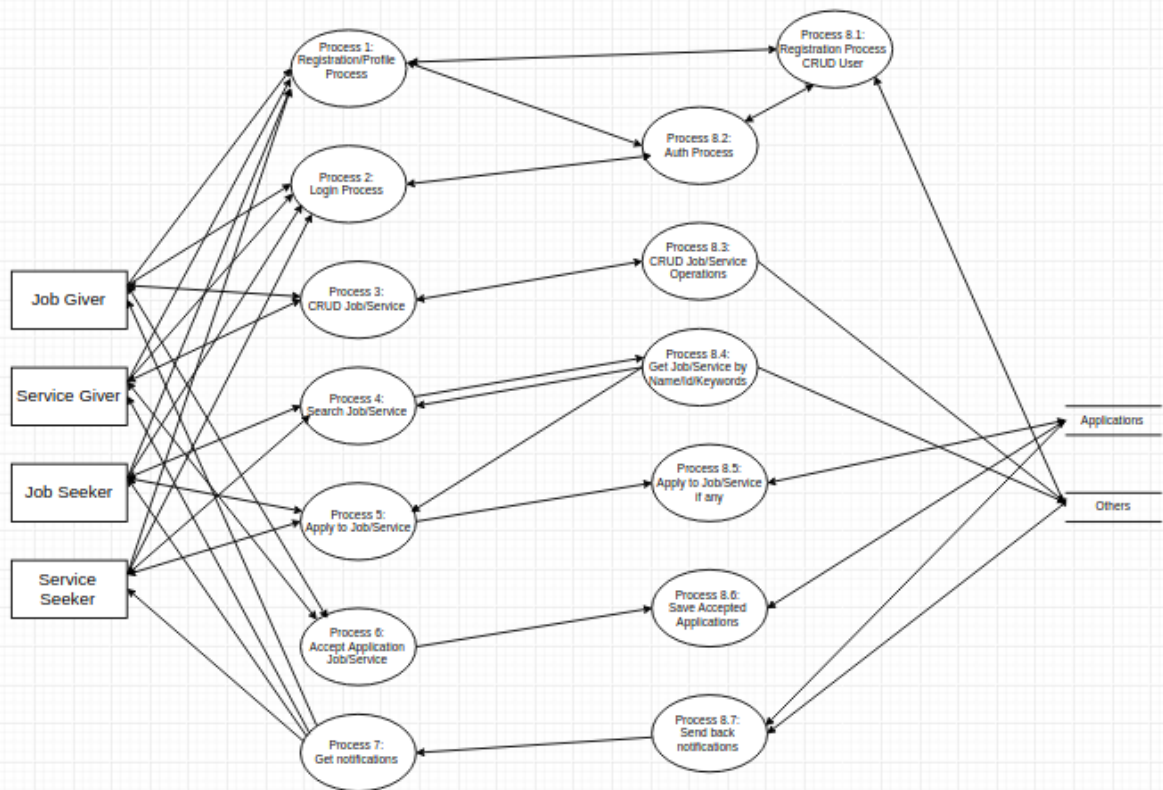 Process 1:
Registration/Profile
Process
Process 8.1:
Registration Process
CRUD User
Process 8.2:
Auth Process
Process 2:
Login Process
Process 8.3:
CRUD Job/Service
Operations
Job Giver
Process 3:
CRUD Job/Service
Process 8.4:
Get Job/Service by
Name/Id/Keywords
Service Giver
Process 4:
Search Job/Service
Applications
Job Seeker
Process 8.5:
Apply to Job/Service
if any
Others
Process 5:
Apply to Job/Service
Service
Seeker
Process 8.6:
Save Accepted
Applications
Process 6:
Accept Application
Job/Service
Process 8.7:
Send back
notifications
Process 7:
Get notifications